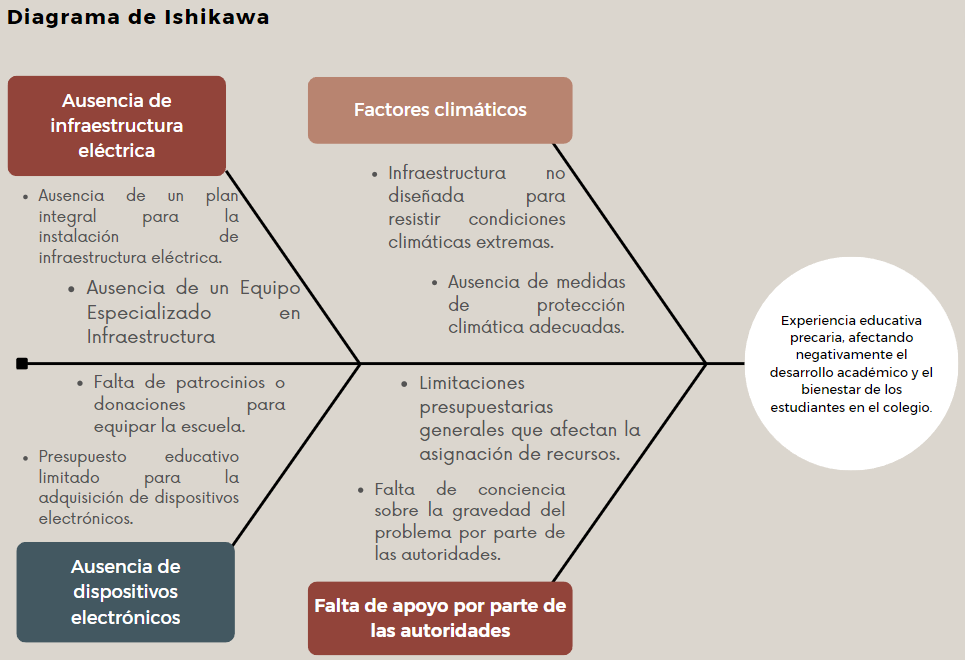 Diagrama de Ishikawa
Ausencia de
infraestructura
eléctrica
Factores climáticos
Ausencia de un plan
integral para la
instalación de
infraestructura eléctrica.
Ausencia de un Equipo
Especializado en
Infraestructura
Infraestructura no
diseñada para
resistir condiciones
climáticas extremas.
Ausencia de medidas
de protección
climática adecuadas.
Experiencia educativa
precaria, afectando
negativamente el
desarrollo académico y el
bienestar de los
estudiantes en el colegio.
Falta de patrocinios o
donaciones para
equipar la escuela.
Presupuesto educativo
limitado para la
adquisición de dispositivos
electrónicos.
Limitaciones
presupuestarias
generales que afectan la
asignación de recursos.
Falta de conciencia
sobre la gravedad del
problema por parte de
las autoridades.
Ausencia de
dispositivos
electrónicos
Falta de apoyo por parte de
las autoridades